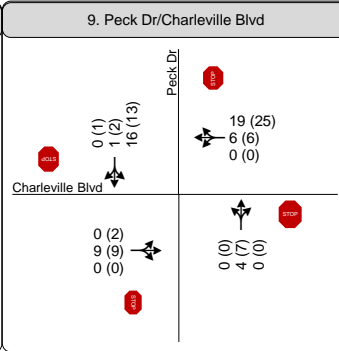 9. Peck Dr/Charleville Blvd
Peck Dr
STOP
0 (1)
1 (2)
16 (13)
19 (25)
6 (6)
0 (0)
STOP
Charleville Blvd
0 (2)
9 (9)
0 (0)
0 (0)
4 (7)
0 (0)
STOP
STOP